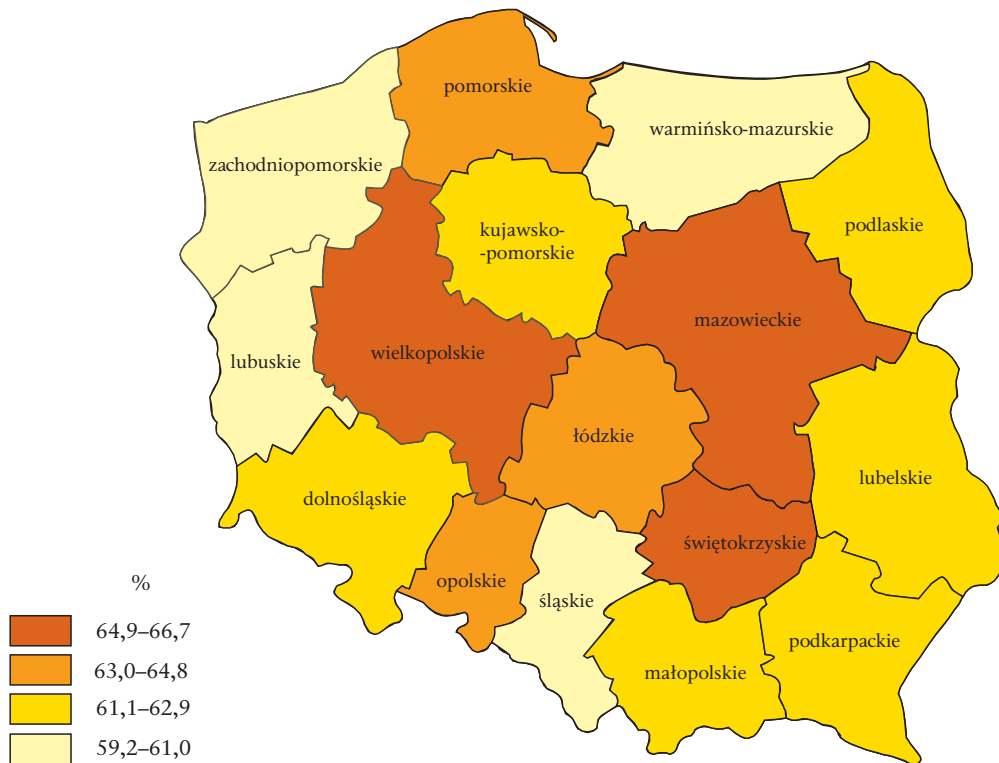 pomorskie
warmińsko-mazurskie
zachodniopomorskie
podlaskie
kujawsko-
-pomorskie
mazowieckie
wielkopolskie
lubuskie
łódzkie
lubelskie
dolnośląskie
świętokrzyskie
opolskie
śląskie
podkarpackie
małopolskie
%
64,9–66,7
63,0–64,8
61,1–62,9
59,2–61,0